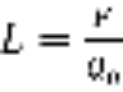 L = F / q₀